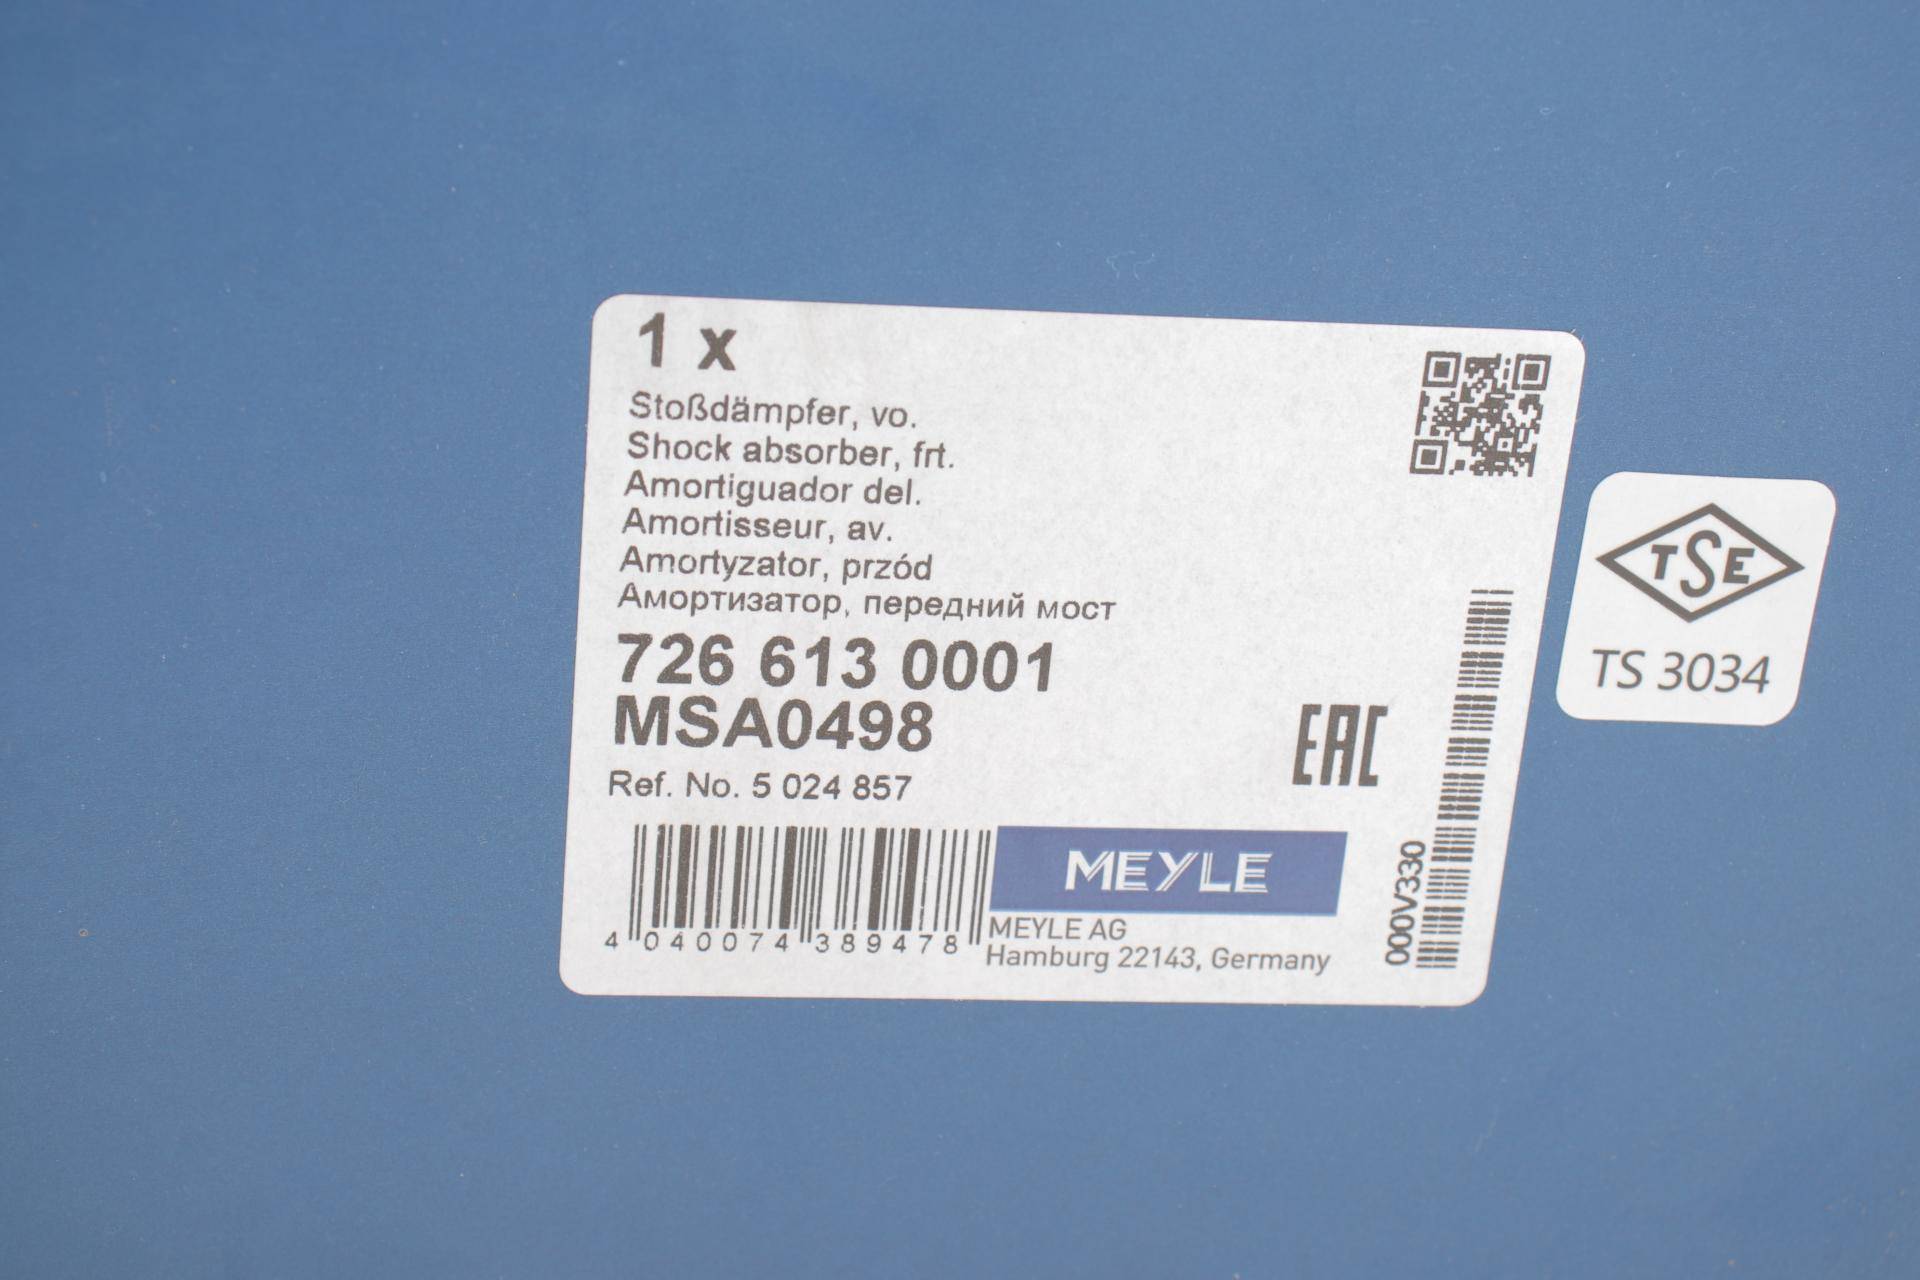 1 x
Stoßdämpfer, vo.
Shock absorber, frt.
Amortiguador del.
Amortisseur, av.
Amortyzator, przód
Амортизатор, передний мост
726 613 0001
MSA0498
Ref. No. 5 024 857
4 040074 389478
MEYLE
MEYLE AG
Hamburg 22143, Germany
EAC
000V330
TSE
TS 3034